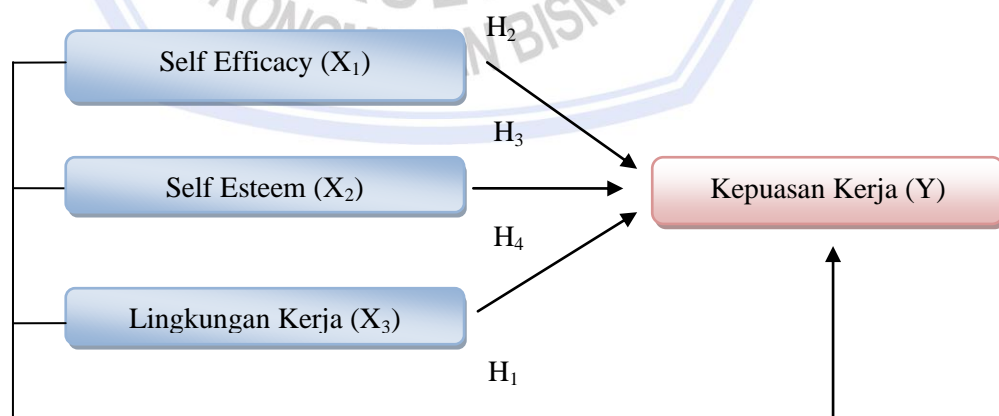 H₂
Self Efficacy (X₁)
H₃
Self Esteem (X₂)
Kepuasan Kerja (Y)
H₄
Lingkungan Kerja (X₃)
H₁